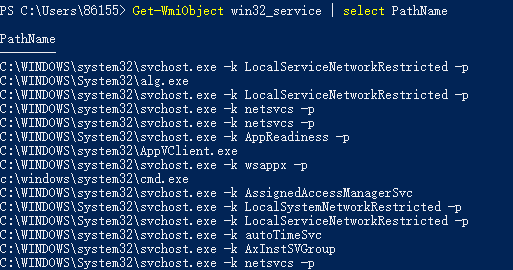 PS C:\Users\86155> Get-WmiObject win32_service | select PathName
PathName
C:\WINDOWS\system32\svchost.exe -k LocalServiceNetworkRestricted -p
C:\WINDOWS\System32\alg.exe
C:\WINDOWS\system32\svchost.exe -k LocalServiceNetworkRestricted -p
C:\WINDOWS\system32\svchost.exe -k netsvcs -p
C:\WINDOWS\system32\svchost.exe -k netsvcs -p
C:\WINDOWS\System32\svchost.exe -k AppReadiness -p
C:\WINDOWS\system32\AppVClient.exe
C:\WINDOWS\system32\svchost.exe -k wsappx -p
c:\windows\system32\cmd.exe
C:\WINDOWS\system32\svchost.exe -k AssignedAccessManagerSvc
C:\WINDOWS\System32\svchost.exe -k LocalSystemNetworkRestricted -p
C:\WINDOWS\System32\svchost.exe -k LocalServiceNetworkRestricted -p
C:\WINDOWS\system32\svchost.exe -k autoTimeSvc
C:\WINDOWS\system32\svchost.exe -k AxInstSVGroup
C:\WINDOWS\System32\svchost.exe -k netsvcs -p